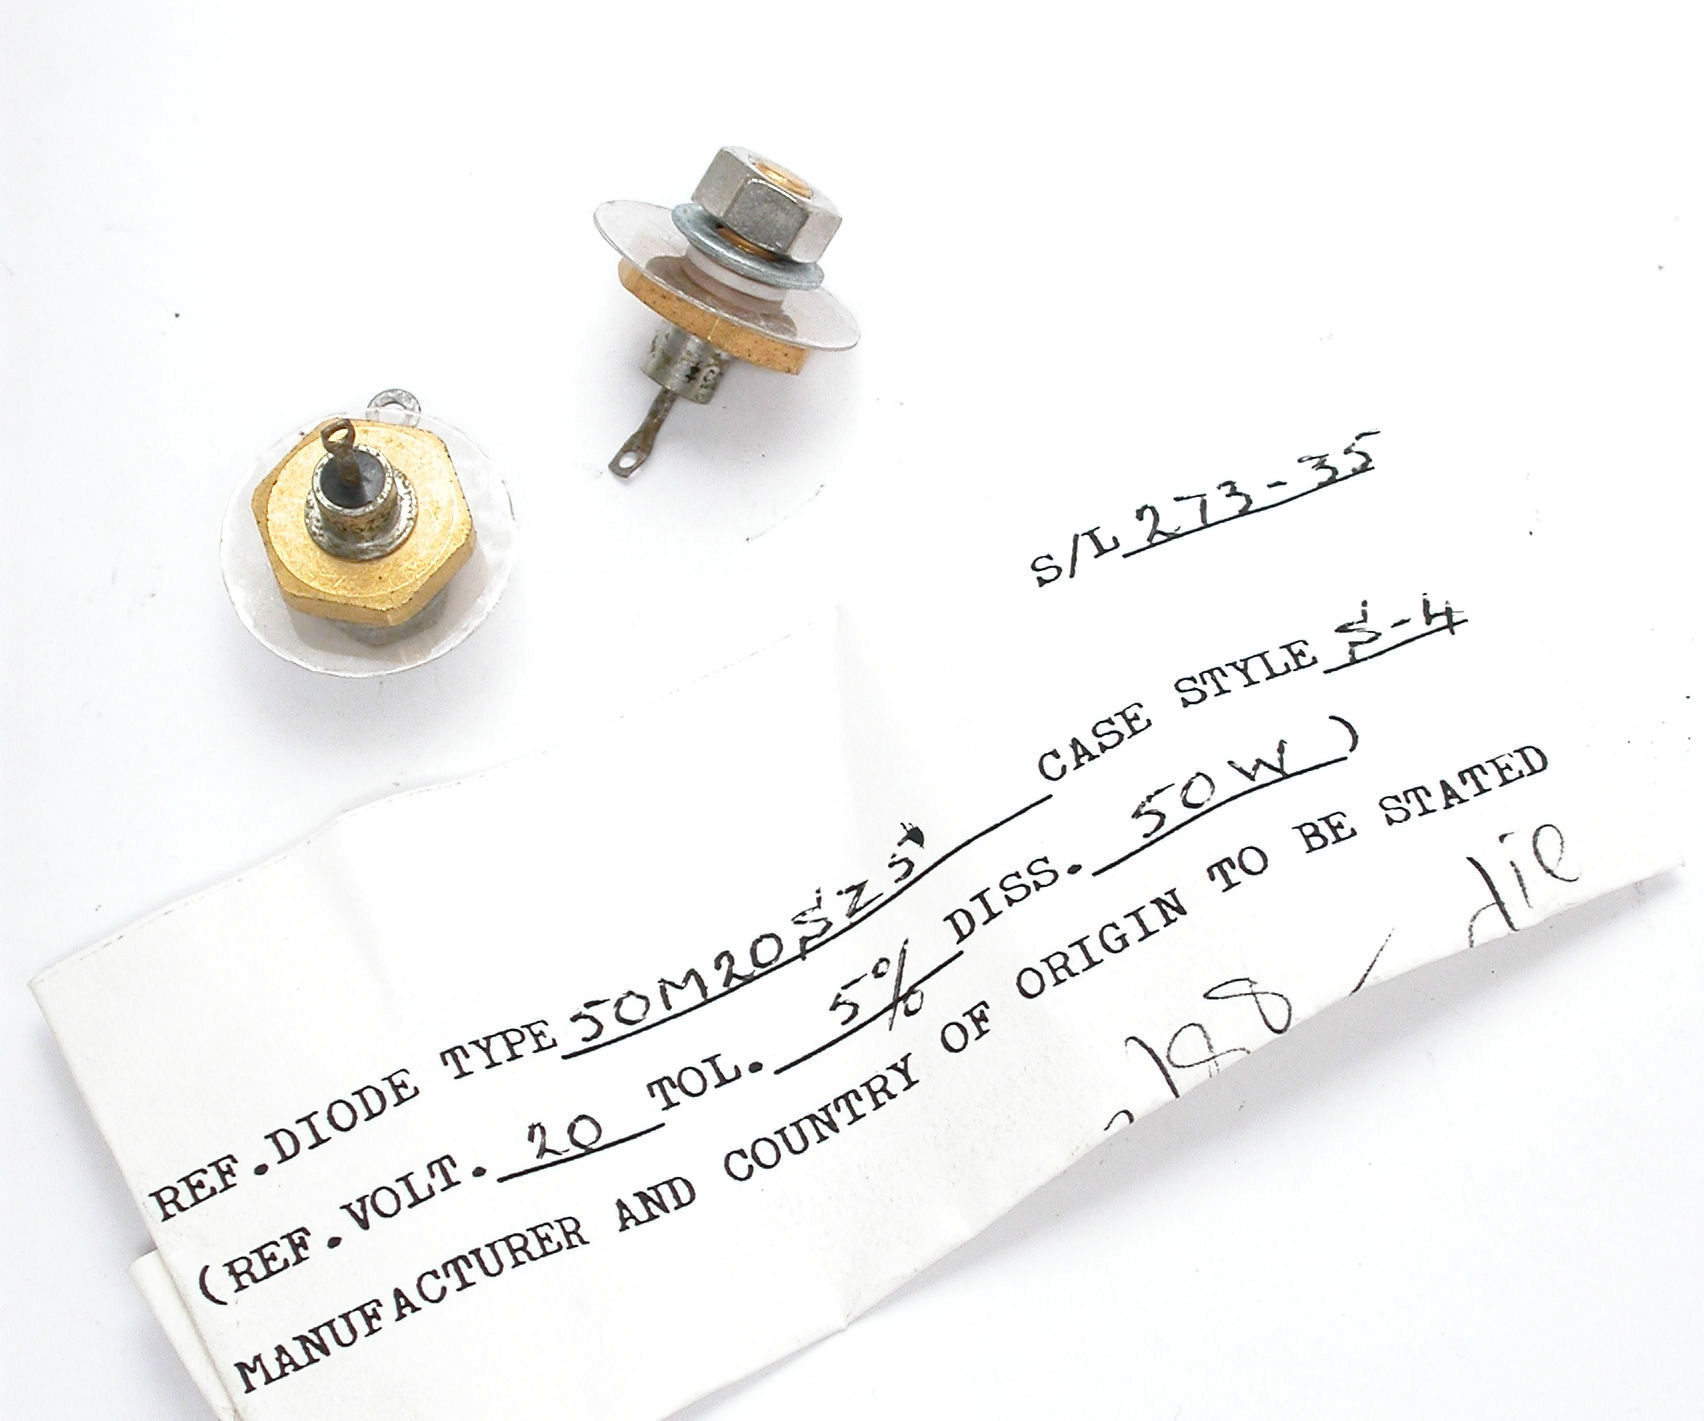 S/L 273-35
REF.DIODE TYPE 50M20SZ5 CASE STYLE S-4
(REF.VOLT. 20 TOL. 5% DISS. 50W)
MANUFACTURER AND COUNTRY OF ORIGIN TO BE STATED